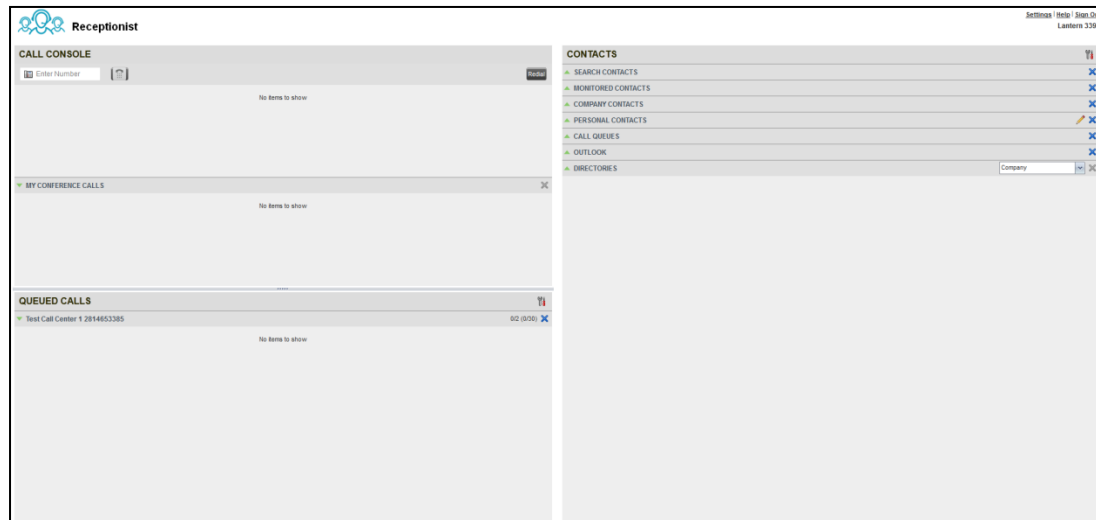 Receptionist
Settings | Help | Sign O
Lantern 339
CALL CONSOLE
Enter Number
Redial
No items to show
MY CONFERENCE CALLS
No items to show
QUEUED CALLS
Test Call Center 1 2814653385 0/2 (0/30)
No items to show
CONTACTS
SEARCH CONTACTS
MONITORED CONTACTS
COMPANY CONTACTS
PERSONAL CONTACTS
CALL QUEUES
OUTLOOK
DIRECTORIES Company